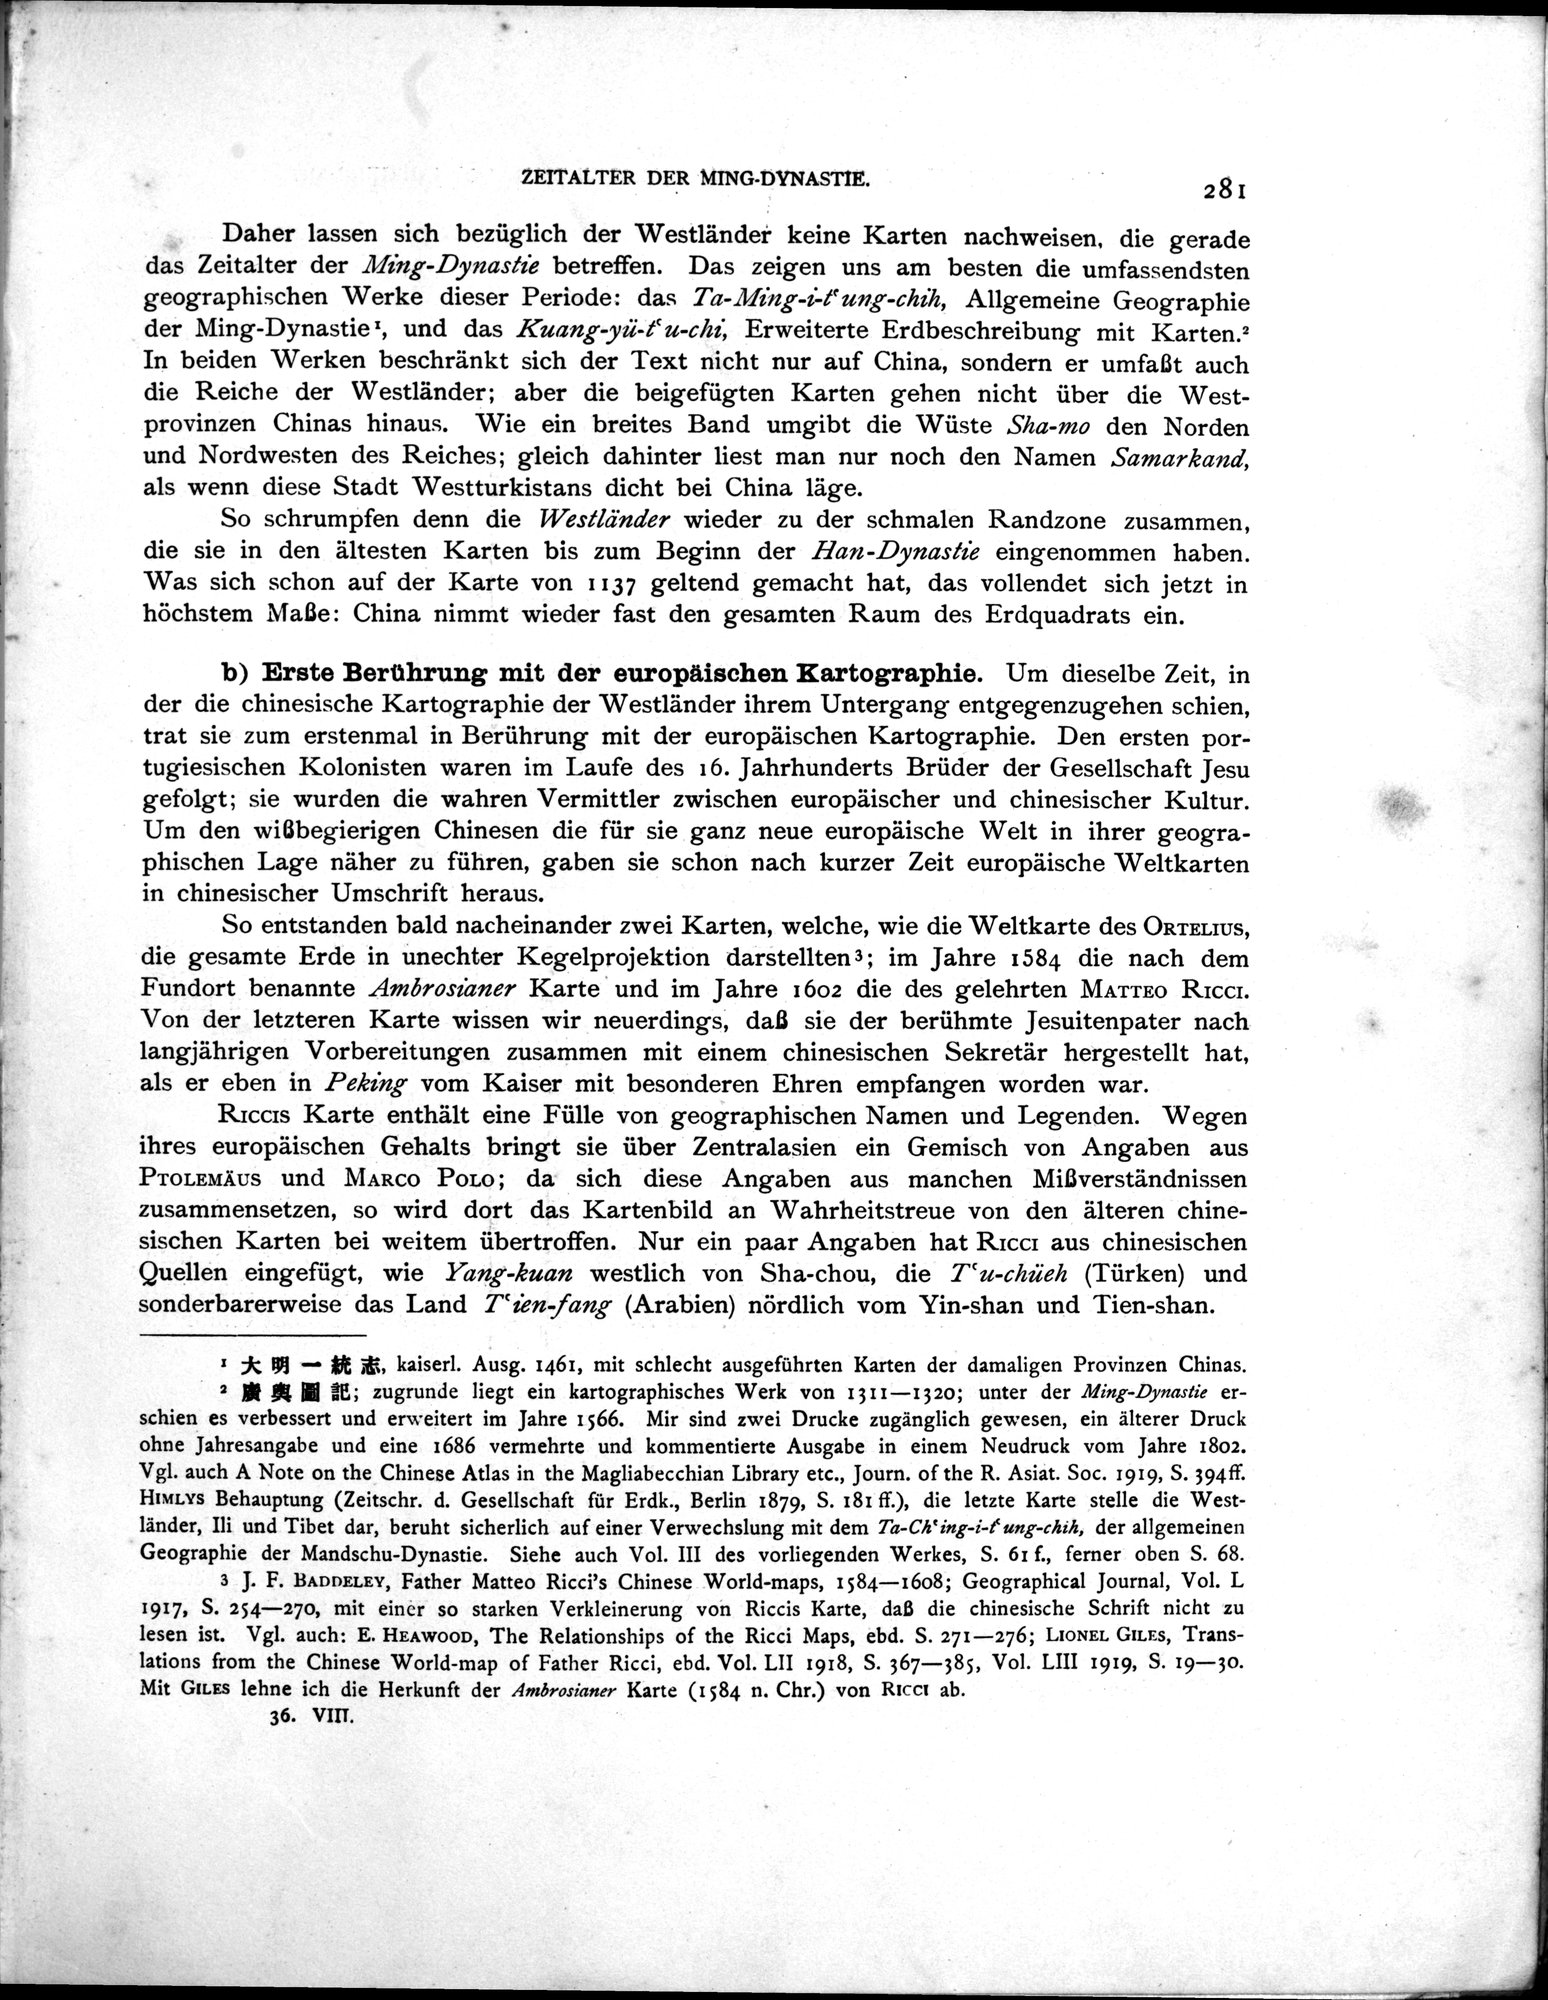 ZEITALTER DER MING-DYNASTIE.
281
Daher lassen sich bezüglich der Westländer keine Karten nachweisen, die gerade
das Zeitalter der Ming-Dynastie betreffen. Das zeigen uns am besten die umfassendsten
geographischen Werke dieser Periode: das Ta-Ming-i-tʿung-chih, Allgemeine Geographie
der Ming-Dynastie¹, und das Kuang-yü-tʿu-chi, Erweiterte Erdbeschreibung mit Karten.²
In beiden Werken beschränkt sich der Text nicht nur auf China, sondern er umfaßt auch
die Reiche der Westländer; aber die beigefügten Karten gehen nicht über die West-
provinzen Chinas hinaus. Wie ein breites Band umgibt die Wüste Sha-mo den Norden
und Nordwesten des Reiches; gleich dahinter liest man nur noch den Namen Samarkand,
als wenn diese Stadt Westturkistans dicht bei China läge.
So schrumpfen denn die Westländer wieder zu der schmalen Randzone zusammen,
die sie in den ältesten Karten bis zum Beginn der Han-Dynastie eingenommen haben.
Was sich schon auf der Karte von 1137 geltend gemacht hat, das vollendet sich jetzt in
höchstem Maße: China nimmt wieder fast den gesamten Raum des Erdquadrats ein.
b) Erste Berührung mit der europäischen Kartographie. Um dieselbe Zeit, in
der die chinesische Kartographie der Westländer ihrem Untergang entgegenzugehen schien,
trat sie zum erstenmal in Berührung mit der europäischen Kartographie. Den ersten por-
tugiesischen Kolonisten waren im Laufe des 16. Jahrhunderts Brüder der Gesellschaft Jesu
gefolgt; sie wurden die wahren Vermittler zwischen europäischer und chinesischer Kultur.
Um den wißbegierigen Chinesen die für sie ganz neue europäische Welt in ihrer geogra-
phischen Lage näher zu führen, gaben sie schon nach kurzer Zeit europäische Weltkarten
in chinesischer Umschrift heraus.
So entstanden bald nacheinander zwei Karten, welche, wie die Weltkarte des ORTELIUS,
die gesamte Erde in unechter Kegelprojektion darstellten³; im Jahre 1584 die nach dem
Fundort benannte Ambrosianer Karte und im Jahre 1602 die des gelehrten MATTEO RICCI.
Von der letzteren Karte wissen wir neuerdings, daß sie der berühmte Jesuitenpater nach
langjährigen Vorbereitungen zusammen mit einem chinesischen Sekretär hergestellt hat,
als er eben in Peking vom Kaiser mit besonderen Ehren empfangen worden war.
RICCIS Karte enthält eine Fülle von geographischen Namen und Legenden. Wegen
ihres europäischen Gehalts bringt sie über Zentralasien ein Gemisch von Angaben aus
PTOLEMÄUS und MARCO POLO; da sich diese Angaben aus manchen Mißverständnissen
zusammensetzen, so wird dort das Kartenbild an Wahrheitstreue von den älteren chine-
sischen Karten bei weitem übertroffen. Nur ein paar Angaben hat RICCI aus chinesischen
Quellen eingefügt, wie Yang-kuan westlich von Sha-chou, die Tʿu-chüeh (Türken) und
sonderbarerweise das Land Tʿien-fang (Arabien) nördlich vom Yin-shan und Tien-shan.
¹ 大明一統志, kaiserl. Ausg. 1461, mit schlecht ausgeführten Karten der damaligen Provinzen Chinas.
² 廣輿圖記; zugrunde liegt ein kartographisches Werk von 1311—1320; unter der Ming-Dynastie er-
schien es verbessert und erweitert im Jahre 1566. Mir sind zwei Drucke zugänglich gewesen, ein älterer Druck
ohne Jahresangabe und eine 1686 vermehrte und kommentierte Ausgabe in einem Neudruck vom Jahre 1802.
Vgl. auch A Note on the Chinese Atlas in the Magliabecchian Library etc., Journ. of the R. Asiat. Soc. 1919, S. 394ff.
HIMLYS Behauptung (Zeitschr. d. Gesellschaft für Erdk., Berlin 1879, S. 181 ff.), die letzte Karte stelle die West-
länder, Ili und Tibet dar, beruht sicherlich auf einer Verwechslung mit dem Ta-Chʿing-i-tʿung-chih, der allgemeinen
Geographie der Mandschu-Dynastie. Siehe auch Vol. III des vorliegenden Werkes, S. 61 f., ferner oben S. 68.
3 J. F. BADDELEY, Father Matteo Ricci's Chinese World-maps, 1584—1608; Geographical Journal, Vol. L
1917, S. 254—270, mit einer so starken Verkleinerung von Riccis Karte, daß die chinesische Schrift nicht zu
lesen ist. Vgl. auch: E. HEAWOOD, The Relationships of the Ricci Maps, ebd. S. 271—276; LIONEL GILES, Trans-
lations from the Chinese World-map of Father Ricci, ebd. Vol. LII 1918, S. 367—385, Vol. LIII 1919, S. 19—30.
Mit GILES lehne ich die Herkunft der Ambrosianer Karte (1584 n. Chr.) von RICCI ab.
36. VIII.